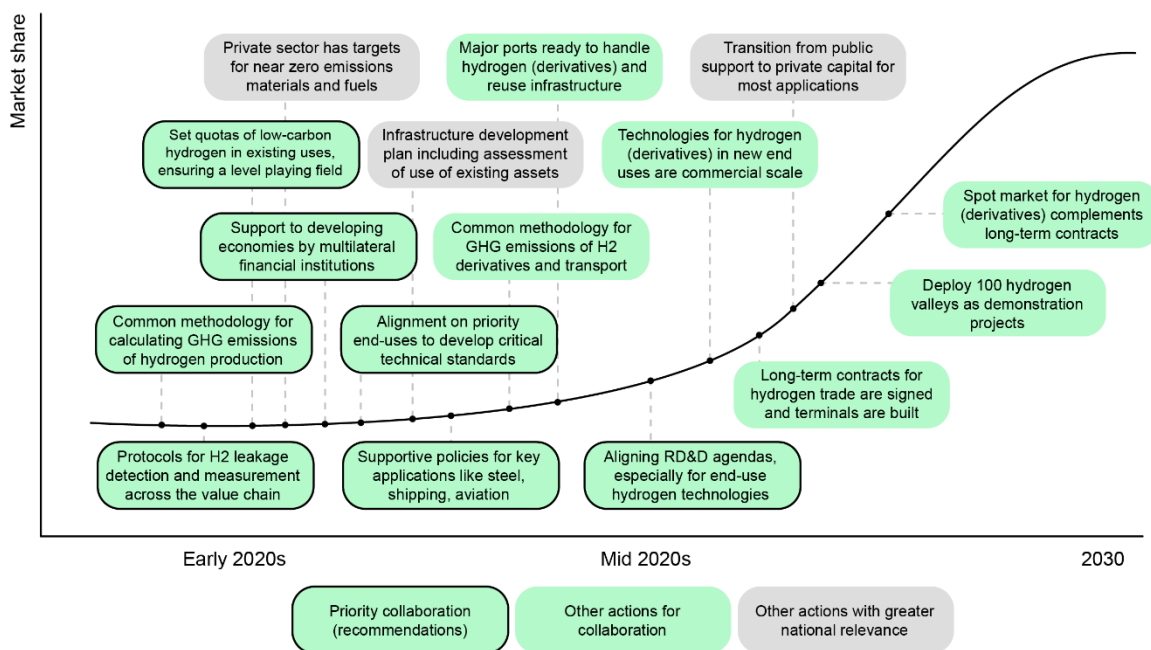 Market share
Private sector has targets
for near zero emissions
materials and fuels
Major ports ready to handle
hydrogen (derivatives) and
reuse infrastructure
Transition from public
support to private capital for
most applications
Set quotas of low-carbon
hydrogen in existing uses,
ensuring a level playing field
Infrastructure development
plan including assessment
of use of existing assets
Technologies for hydrogen
(derivatives) in new end
uses are commercial scale
Spot market for hydrogen
(derivatives) complements
long-term contracts
Support to developing
economies by multilateral
financial institutions
Common methodology for
GHG emissions of H2
derivatives and transport
Deploy 100 hydrogen
valleys as demonstration
projects
Common methodology for
calculating GHG emissions
of hydrogen production
Alignment on priority
end-uses to develop critical
technical standards
Long-term contracts for
hydrogen trade are signed
and terminals are built
Protocols for H2 leakage
detection and measurement
across the value chain
Supportive policies for key
applications like steel,
shipping, aviation
Aligning RD&D agendas,
especially for end-use
hydrogen technologies
Early 2020s
Mid 2020s
2030
Priority collaboration
(recommendations)
Other actions for
collaboration
Other actions with greater
national relevance